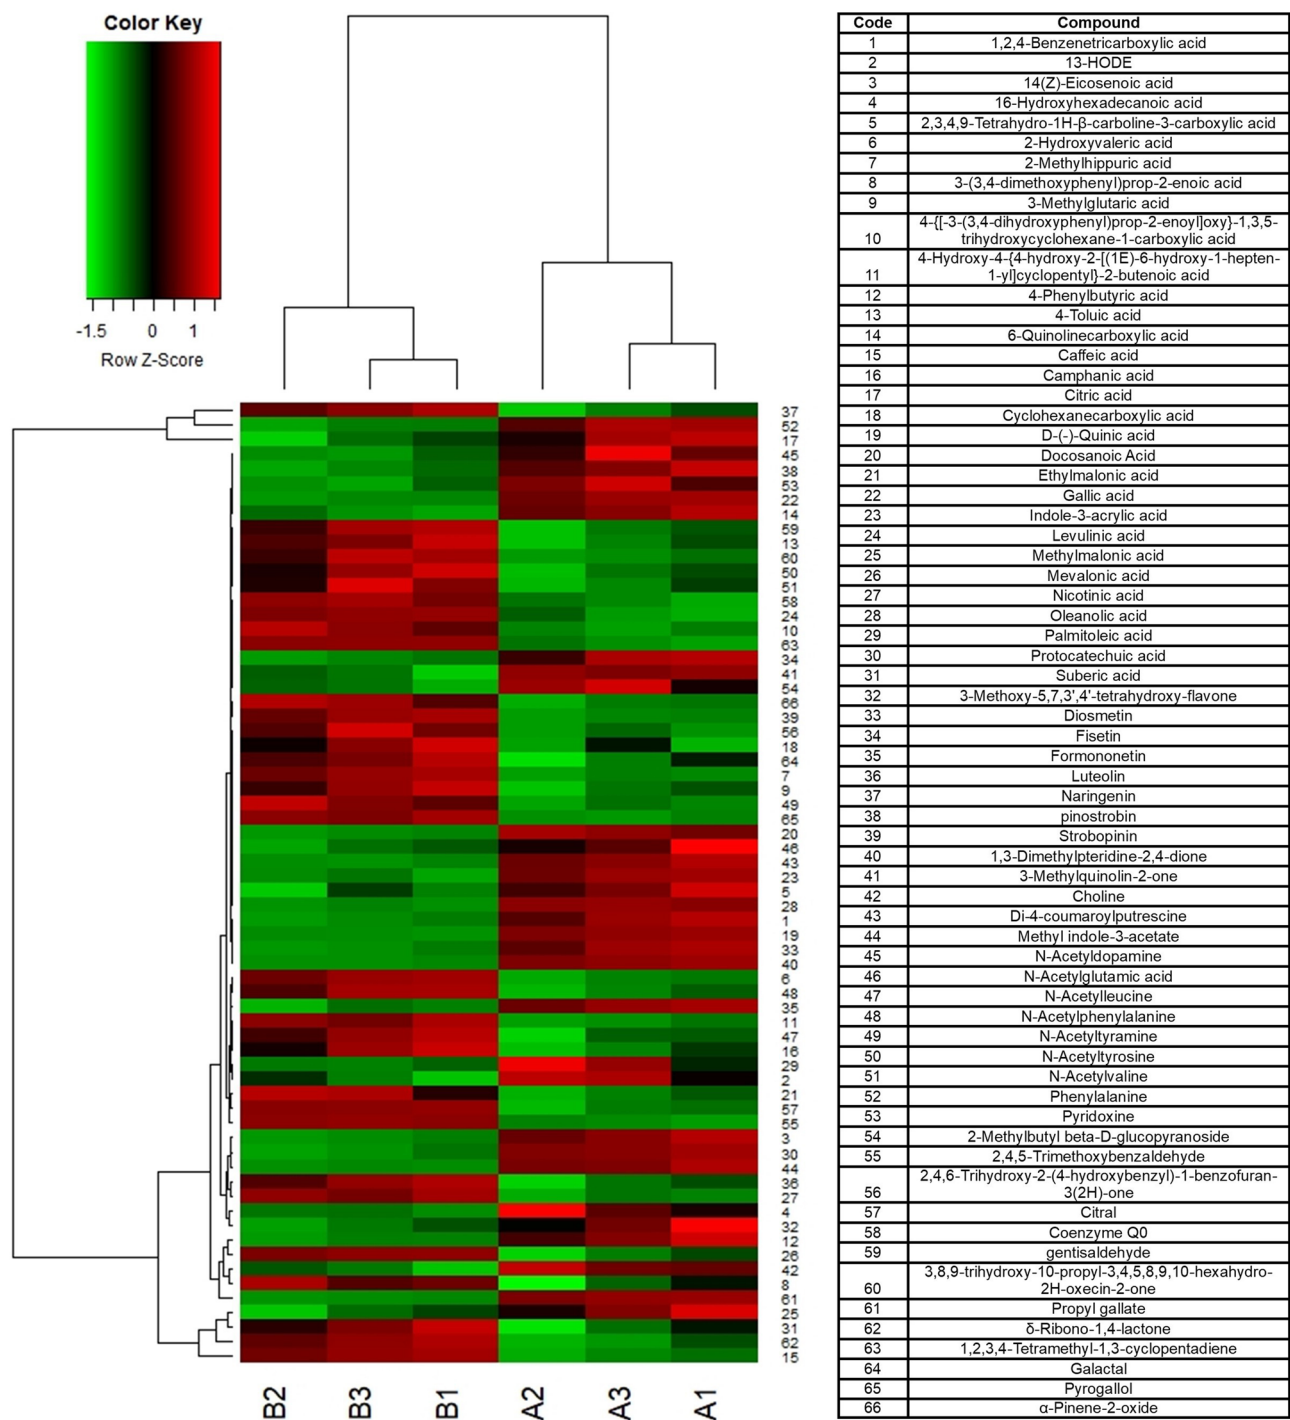 Color Key
-1.5 0 1
Row Z-Score
37
52
17
45
38
53
22
14
59
13
60
50
51
58
24
10
63
34
41
54
66
39
56
18
64
7
9
49
65
20
46
43
23
5
28
1
19
33
40
6
48
35
11
47
16
29
2
21
57
55
3
30
44
36
27
4
32
12
26
42
8
61
25
31
62
15
B2 B3 B1 A2 A3 A1
Code Compound
1 1,2,4-Benzenetricarboxylic acid
2 13-HODE
3 14(Z)-Eicosenoic acid
4 16-Hydroxyhexadecanoic acid
5 2,3,4,9-Tetrahydro-1H-β-carboline-3-carboxylic acid
6 2-Hydroxyvaleric acid
7 2-Methylhippuric acid
8 3-(3,4-dimethoxyphenyl)prop-2-enoic acid
9 3-Methylglutaric acid
4-{[-3-(3,4-dihydroxyphenyl)prop-2-enoyl]oxy}-1,3,5-
10 trihydroxycyclohexane-1-carboxylic acid
4-Hydroxy-4-{4-hydroxy-2-[(1E)-6-hydroxy-1-hepten-
11 1-yl]cyclopentyl}-2-butenoic acid
12 4-Phenylbutyric acid
13 4-Toluic acid
14 6-Quinolinecarboxylic acid
15 Caffeic acid
16 Camphanic acid
17 Citric acid
18 Cyclohexanecarboxylic acid
19 D-(-)-Quinic acid
20 Docosanoic Acid
21 Ethylmalonic acid
22 Gallic acid
23 Indole-3-acrylic acid
24 Levulinic acid
25 Methylmalonic acid
26 Mevalonic acid
27 Nicotinic acid
28 Oleanolic acid
29 Palmitoleic acid
30 Protocatechuic acid
31 Suberic acid
32 3-Methoxy-5,7,3',4'-tetrahydroxy-flavone
33 Diosmetin
34 Fisetin
35 Formononetin
36 Luteolin
37 Naringenin
38 pinostrobin
39 Strobopinin
40 1,3-Dimethylpteridine-2,4-dione
41 3-Methylquinolin-2-one
42 Choline
43 Di-4-coumaroylputrescine
44 Methyl indole-3-acetate
45 N-Acetyldopamine
46 N-Acetylglutamic acid
47 N-Acetylleucine
48 N-Acetylphenylalanine
49 N-Acetyltyramine
50 N-Acetyltyrosine
51 N-Acetylvaline
52 Phenylalanine
53 Pyridoxine
54 2-Methylbutyl beta-D-glucopyranoside
55 2,4,5-Trimethoxybenzaldehyde
2,4,6-Trihydroxy-2-(4-hydroxybenzyl)-1-benzofuran-
56 3(2H)-one
57 Citral
58 Coenzyme Q0
59 gentisaldehyde
3,8,9-trihydroxy-10-propyl-3,4,5,8,9,10-hexahydro-
60 2H-oxecin-2-one
61 Propyl gallate
62 δ-Ribono-1,4-lactone
63 1,2,3,4-Tetramethyl-1,3-cyclopentadiene
64 Galactal
65 Pyrogallol
66 α-Pinene-2-oxide